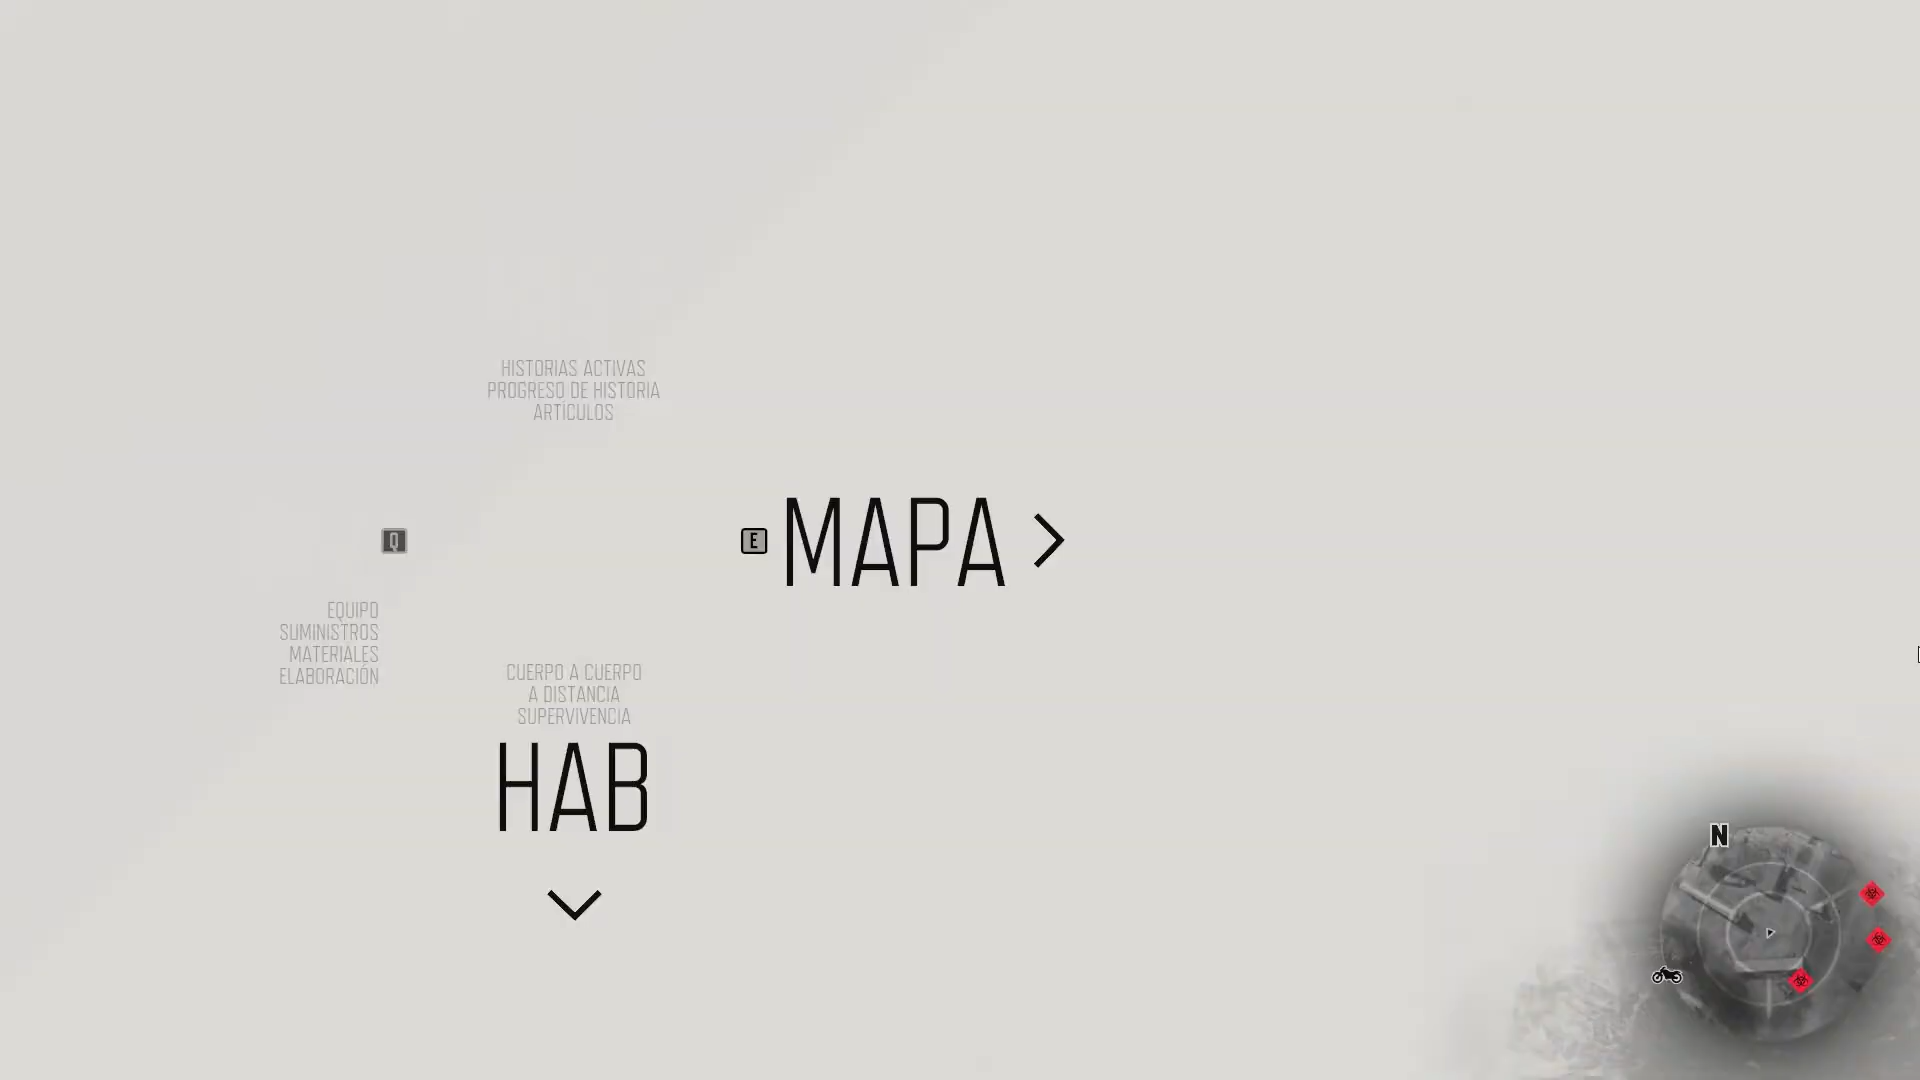 HISTORIAS ACTIVAS
PROGRESO DE HISTORIA
ARTÍCULOS
Q
E MAPA
EQUIPO
SUMINISTROS
MATERIALES
ELABORACIÓN
CUERPO A CUERPO
A DISTANCIA
SUPERVIVENCIA
HAB
N